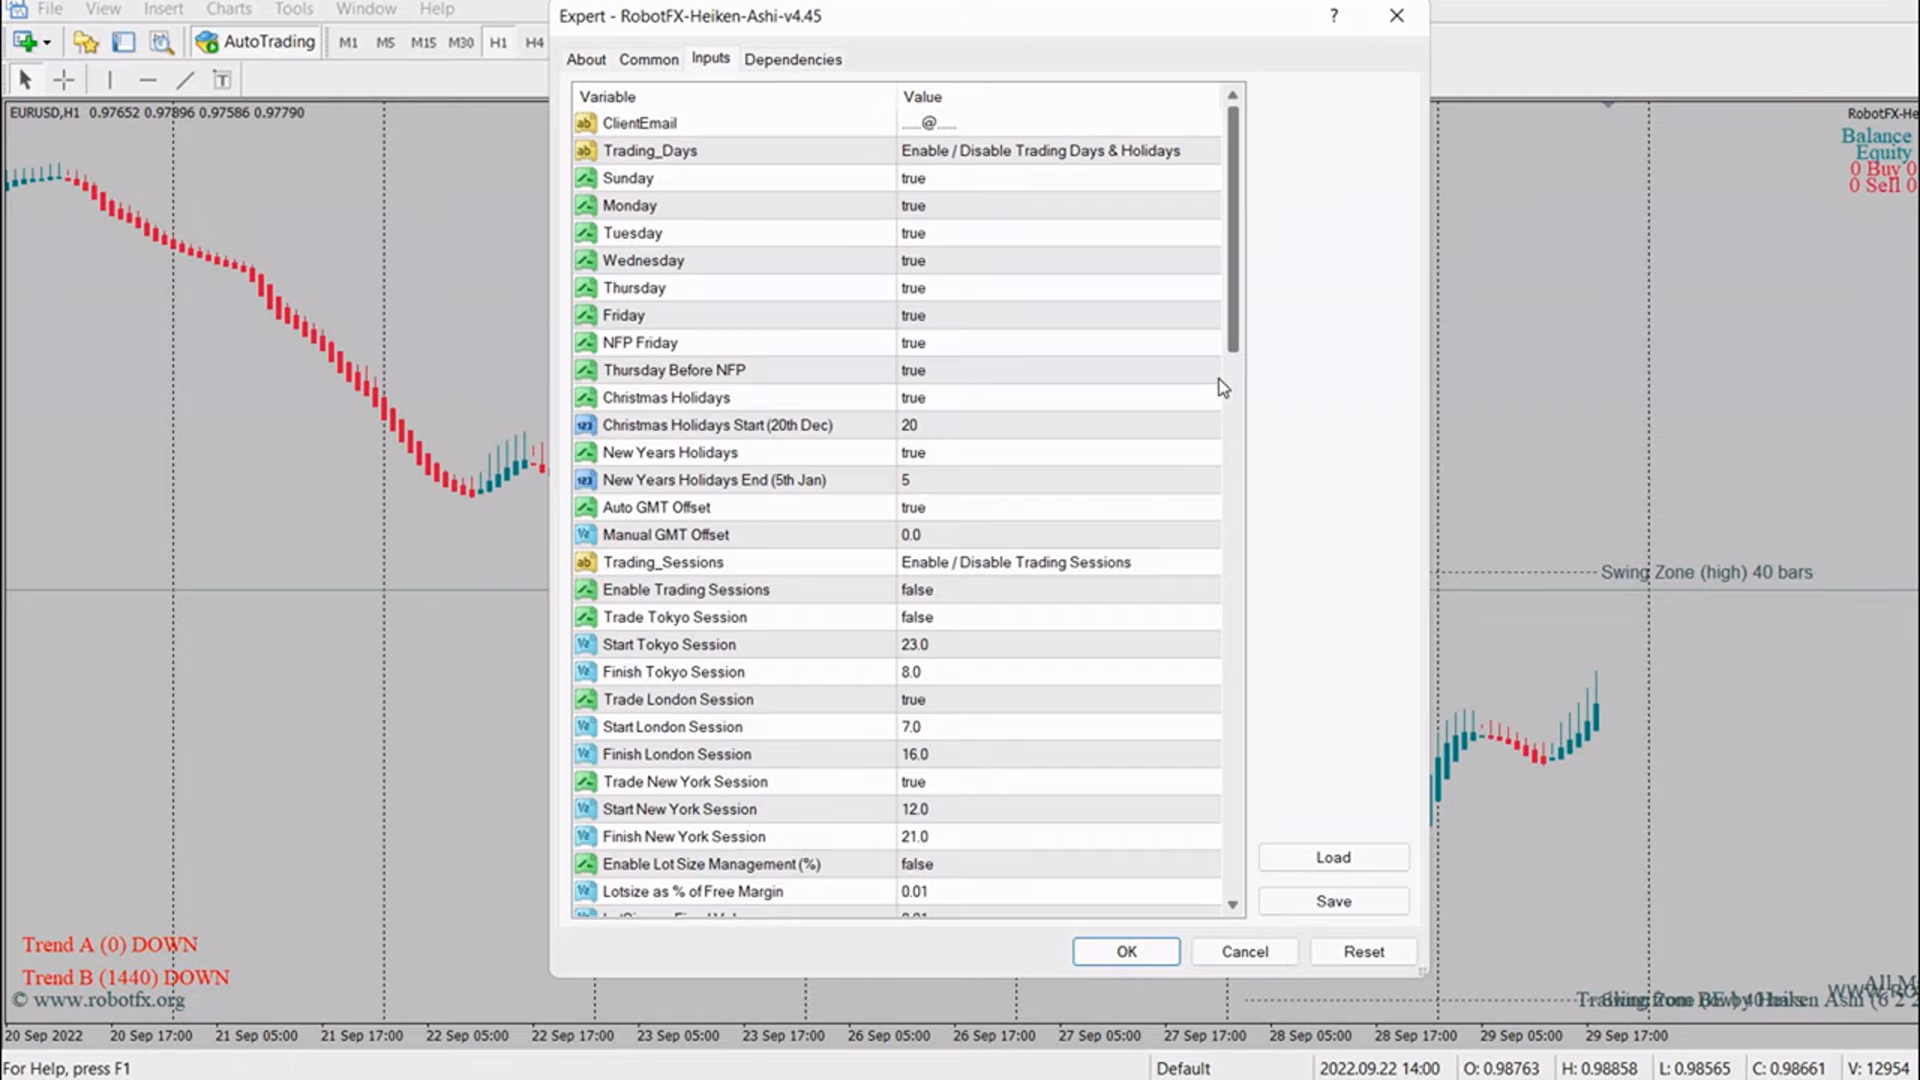 File View Insert Charts Tools Window Help
Expert - RobotFX-Heiken-Ashi-v4.45
?
AutoTrading M1 M5 M15 M30 H1 H4
About Common Inputs Dependencies
EURUSD,H1 0.97652 0.97896 0.97586 0.97790
RobotFX-He
Balance
Equity
0 Buy 0
0 Sell 0
Variable Value
ClientEmail ......@......
Trading_Days Enable / Disable Trading Days & Holidays
Sunday true
Monday true
Tuesday true
Wednesday true
Thursday true
Friday true
NFP Friday true
Thursday Before NFP true
Christmas Holidays true
Christmas Holidays Start (20th Dec) 20
New Years Holidays true
New Years Holidays End (5th Jan) 5
Auto GMT Offset true
Manual GMT Offset 0.0
Trading_Sessions Enable / Disable Trading Sessions
Enable Trading Sessions false
Trade Tokyo Session false
Start Tokyo Session 23.0
Finish Tokyo Session 8.0
Trade London Session true
Start London Session 7.0
Finish London Session 16.0
Trade New York Session true
Start New York Session 12.0
Finish New York Session 21.0
Enable Lot Size Management (%) false
Lotsize as % of Free Margin 0.01
Swing Zone (high) 40 bars
Load
Save
OK Cancel Reset
Trend A (0) DOWN
Trend B (1440) DOWN
© www.robotfx.org
20 Sep 2022 20 Sep 17:00 21 Sep 05:00 21 Sep 17:00 22 Sep 05:00 22 Sep 17:00 23 Sep 05:00 23 Sep 17:00 26 Sep 05:00 26 Sep 17:00 27 Sep 05:00 27 Sep 17:00 28 Sep 05:00 28 Sep 17:00 29 Sep 05:00 29 Sep 17:00
For Help, press F1 Default 2022.09.22 14:00 O: 0.98763 H: 0.98858 L: 0.98565 C: 0.98661 V: 12954